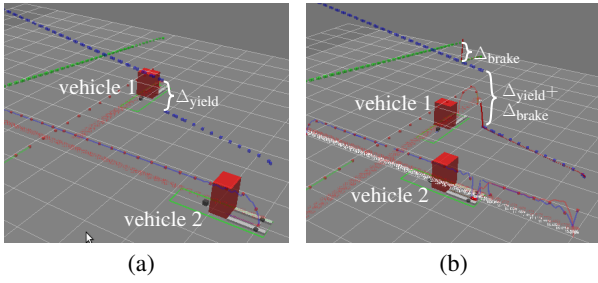 vehicle 1
Δyield
vehicle 2
(a)
Δbrake
vehicle 1
Δyield+
Δbrake
vehicle 2
(b)